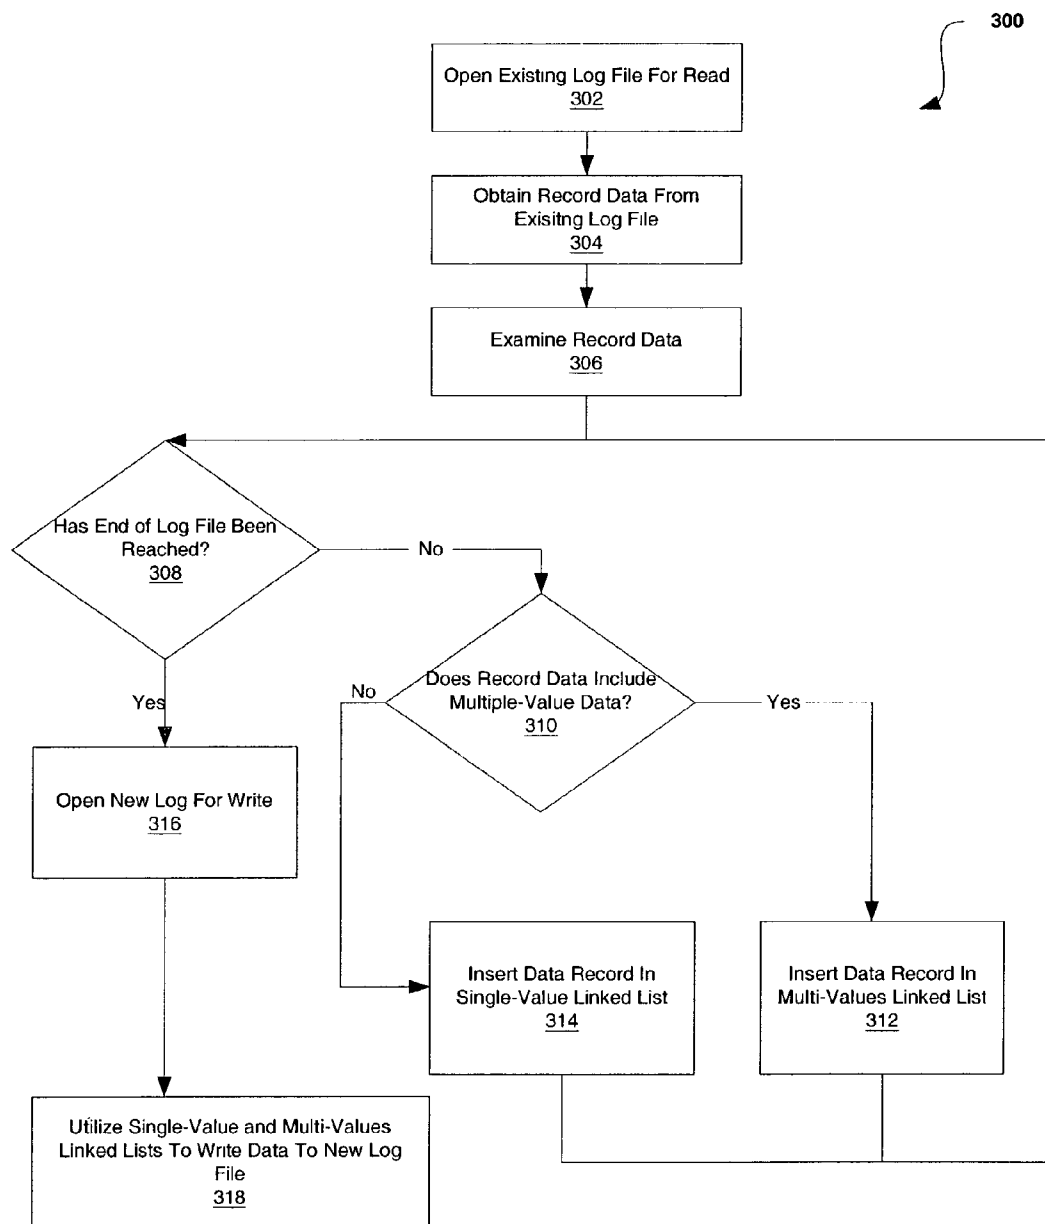 300
Open Existing Log File For Read
302
Obtain Record Data From
Exisitng Log File
304
Examine Record Data
306
Has End of Log File Been
Reached?
308
No
Does Record Data Include
Multiple-Value Data?
310
No
Yes
Yes
Open New Log For Write
316
Insert Data Record In
Single-Value Linked List
314
Insert Data Record In
Multi-Values Linked List
312
Utilize Single-Value and Multi-Values
Linked Lists To Write Data To New Log
File
318